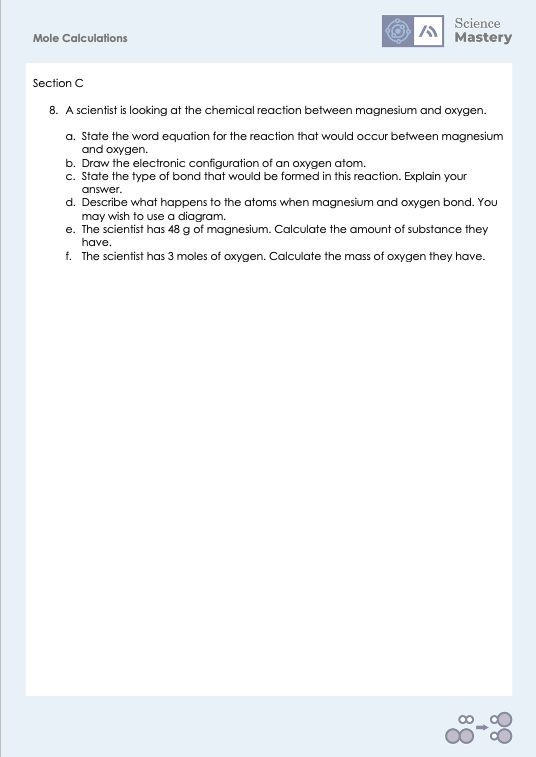 Mole Calculations
Science
Mastery
Section C
8. A scientist is looking at the chemical reaction between magnesium and oxygen.
a. State the word equation for the reaction that would occur between magnesium
and oxygen.
b. Draw the electronic configuration of an oxygen atom.
c. State the type of bond that would be formed in this reaction. Explain your
answer.
d. Describe what happens to the atoms when magnesium and oxygen bond. You
may wish to use a diagram.
e. The scientist has 48 g of magnesium. Calculate the amount of substance they
have.
f. The scientist has 3 moles of oxygen. Calculate the mass of oxygen they have.